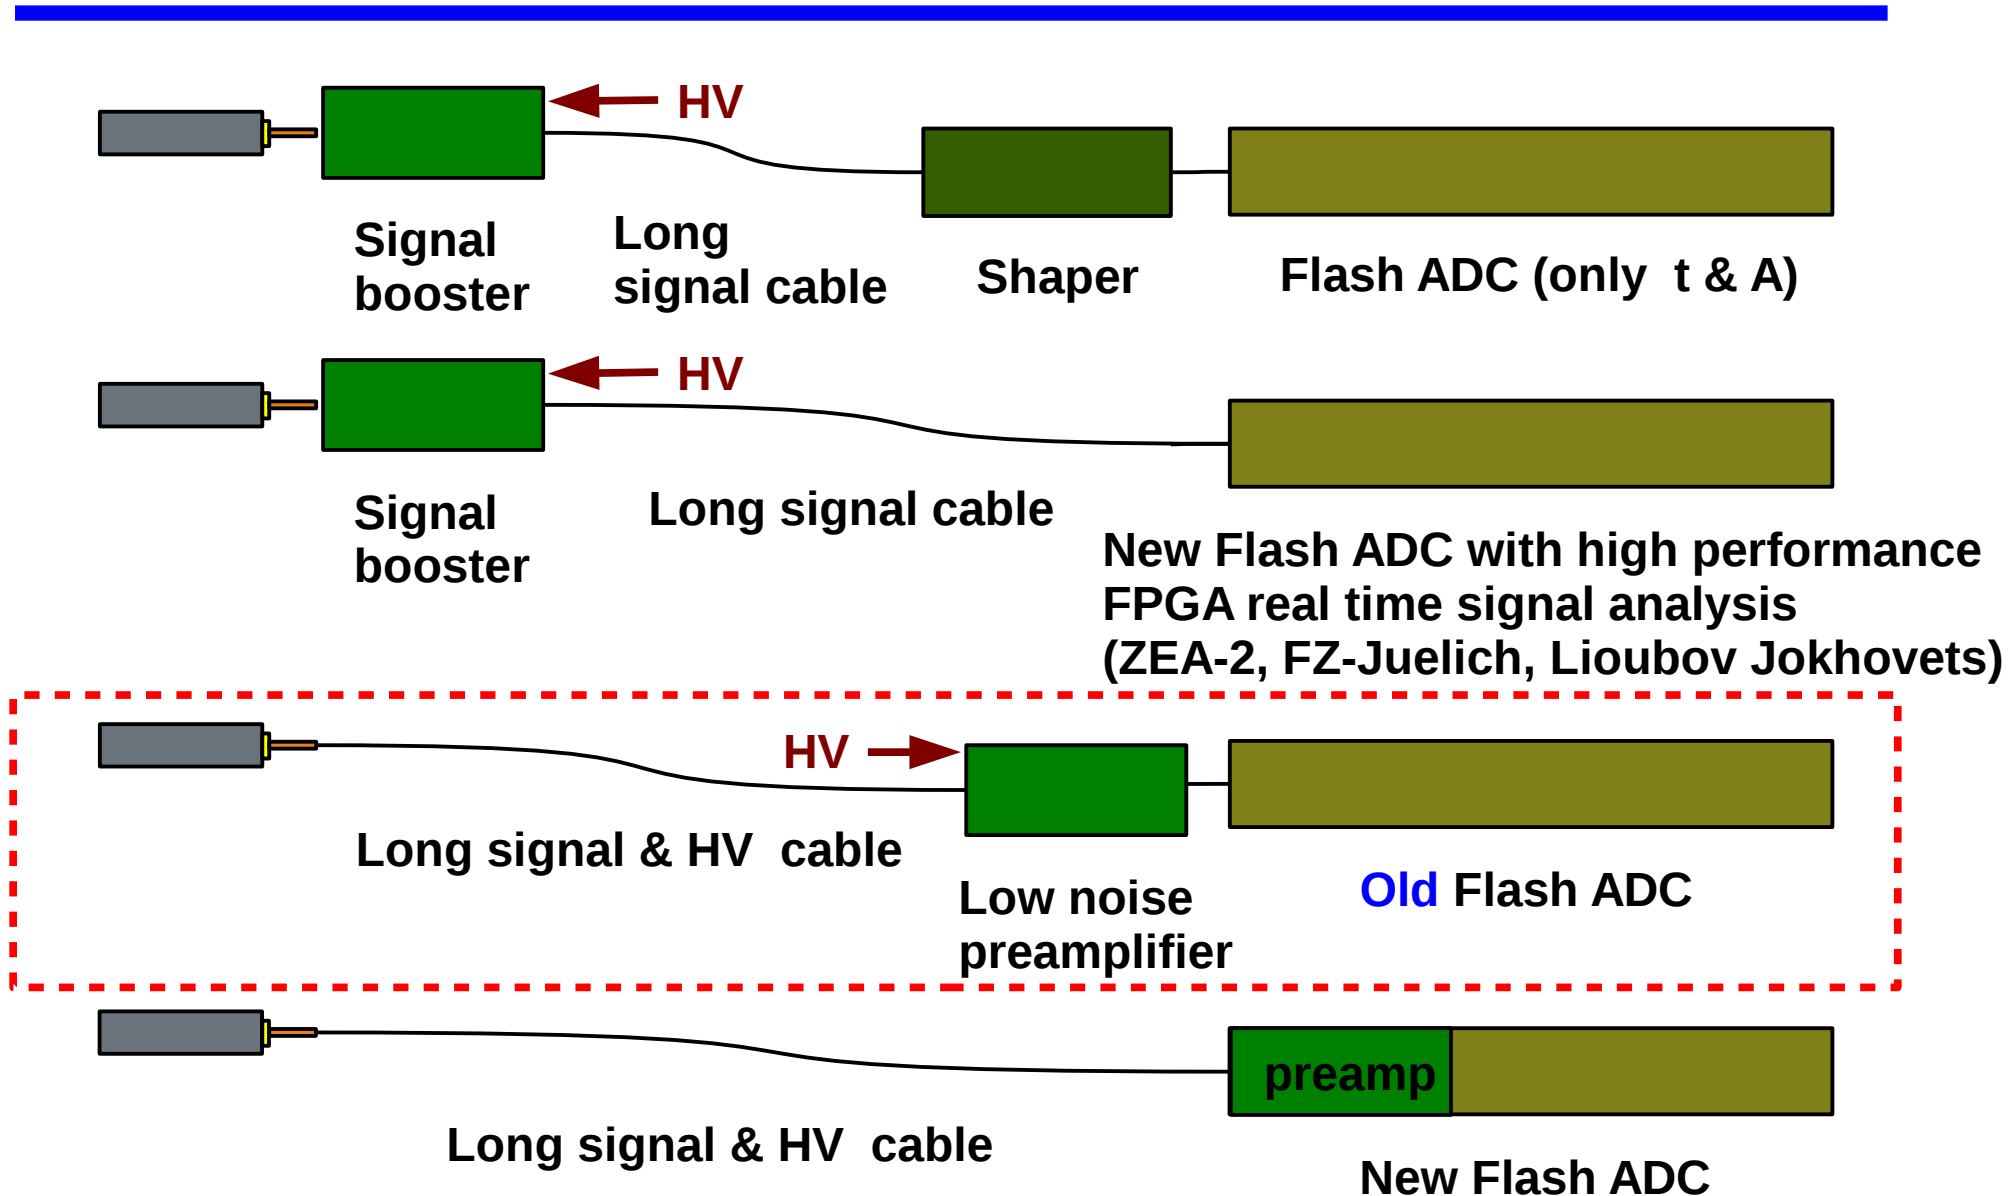 HV
Signal
booster
Long
signal cable
Shaper
Flash ADC (only  t & A)
HV
Signal
booster
Long signal cable
New Flash ADC with high performance
FPGA real time signal analysis
(ZEA-2, FZ-Juelich, Lioubov Jokhovets)
HV
Long signal & HV  cable
Low noise
preamplifier
Old Flash ADC
preamp
Long signal & HV  cable
New Flash ADC